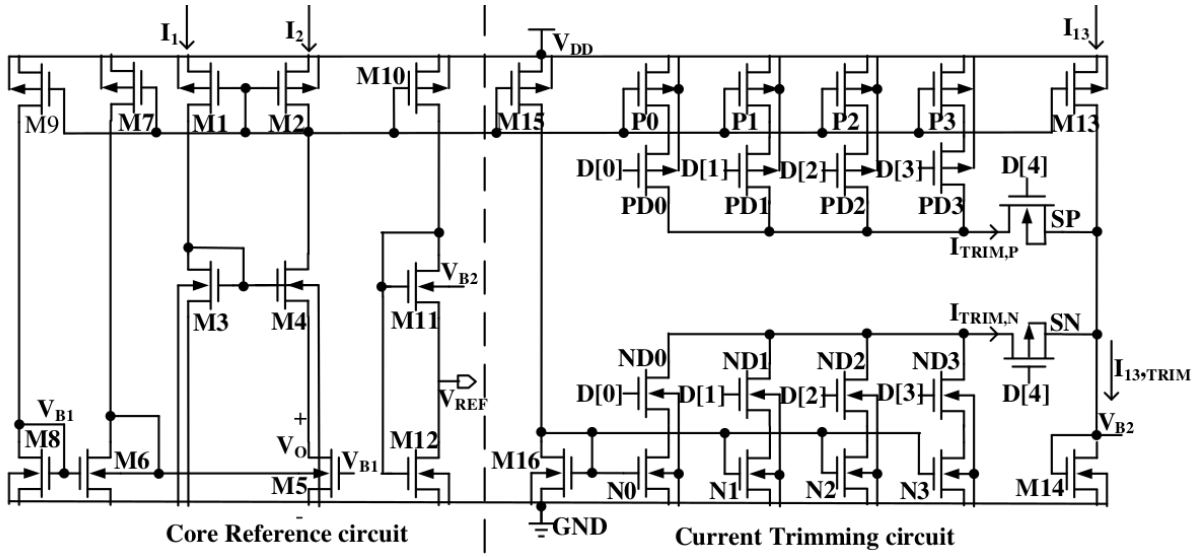 I1
I2
I13
VDD
M9
M7
M1
M2
M10
M15
P0
P1
P2
P3
M13
D[0]
D[1]
D[2]
D[3]
D[4]
PD0
PD1
PD2
PD3
SP
ITRIM,P
M3
M4
VB2
M11
ITRIM,N
SN
ND0
ND1
ND2
ND3
D[0]
D[1]
D[2]
D[3]
D[4]
I13,TRIM
VREF
VB1
+
VO
-
M8
M6
M5
VB1
M12
M16
N0
N1
N2
N3
M14
VB2
GND
Core Reference circuit
Current Trimming circuit